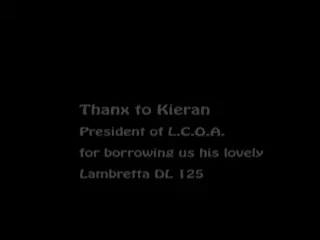 Thanx to Kieran
President of L.C.O.A.
for borrowing us his lovely
Lambretta DL 125